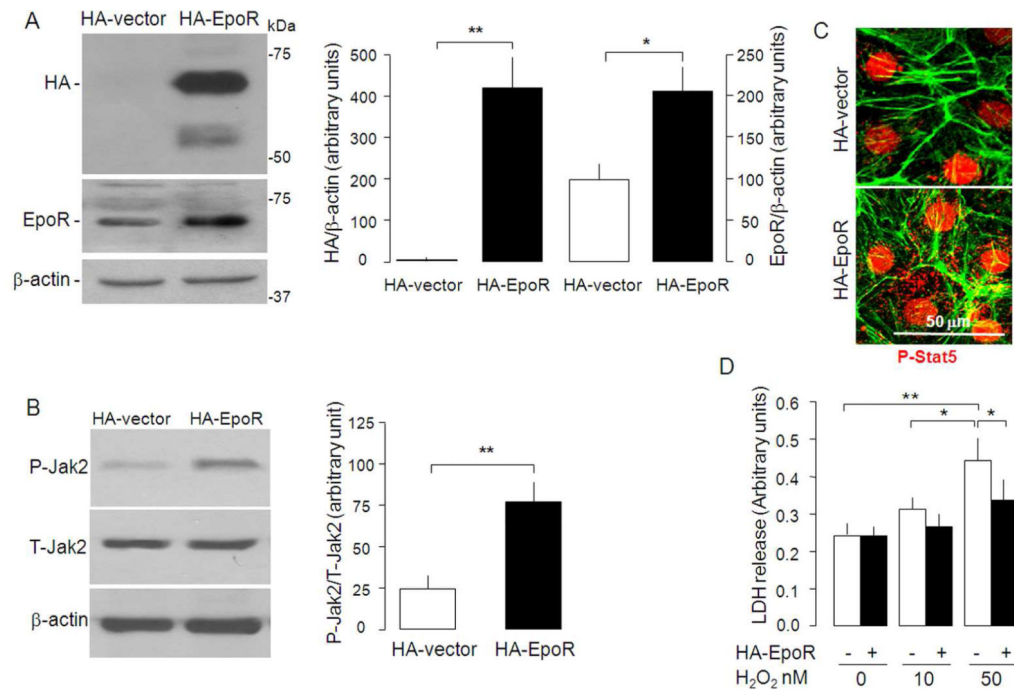 A
HA-vector HA-EpoR
kDa
-75
HA -
-50
-75
EpoR -
β-actin -
-37
HA/β-actin (arbitrary units)
500
400
300
200
100
0
**
*
250
200
150
100
50
0
EpoR/β-actin (arbitrary units)
HA-vector HA-EpoR HA-vector HA-EpoR
C
HA-vector
HA-EpoR
50 μm
P-Stat5
B
HA-vector HA-EpoR
P-Jak2
T-Jak2
β-actin
P-Jak2/T-Jak2 (arbitrary unit)
125
100
75
50
25
0
**
HA-vector HA-EpoR
D
LDH release (Arbitrary units)
0.6
0.5
0.4
0.3
0.2
0.1
0.0
**
* *
HA-EpoR - + - + - +
H₂O₂ nM 0 10 50